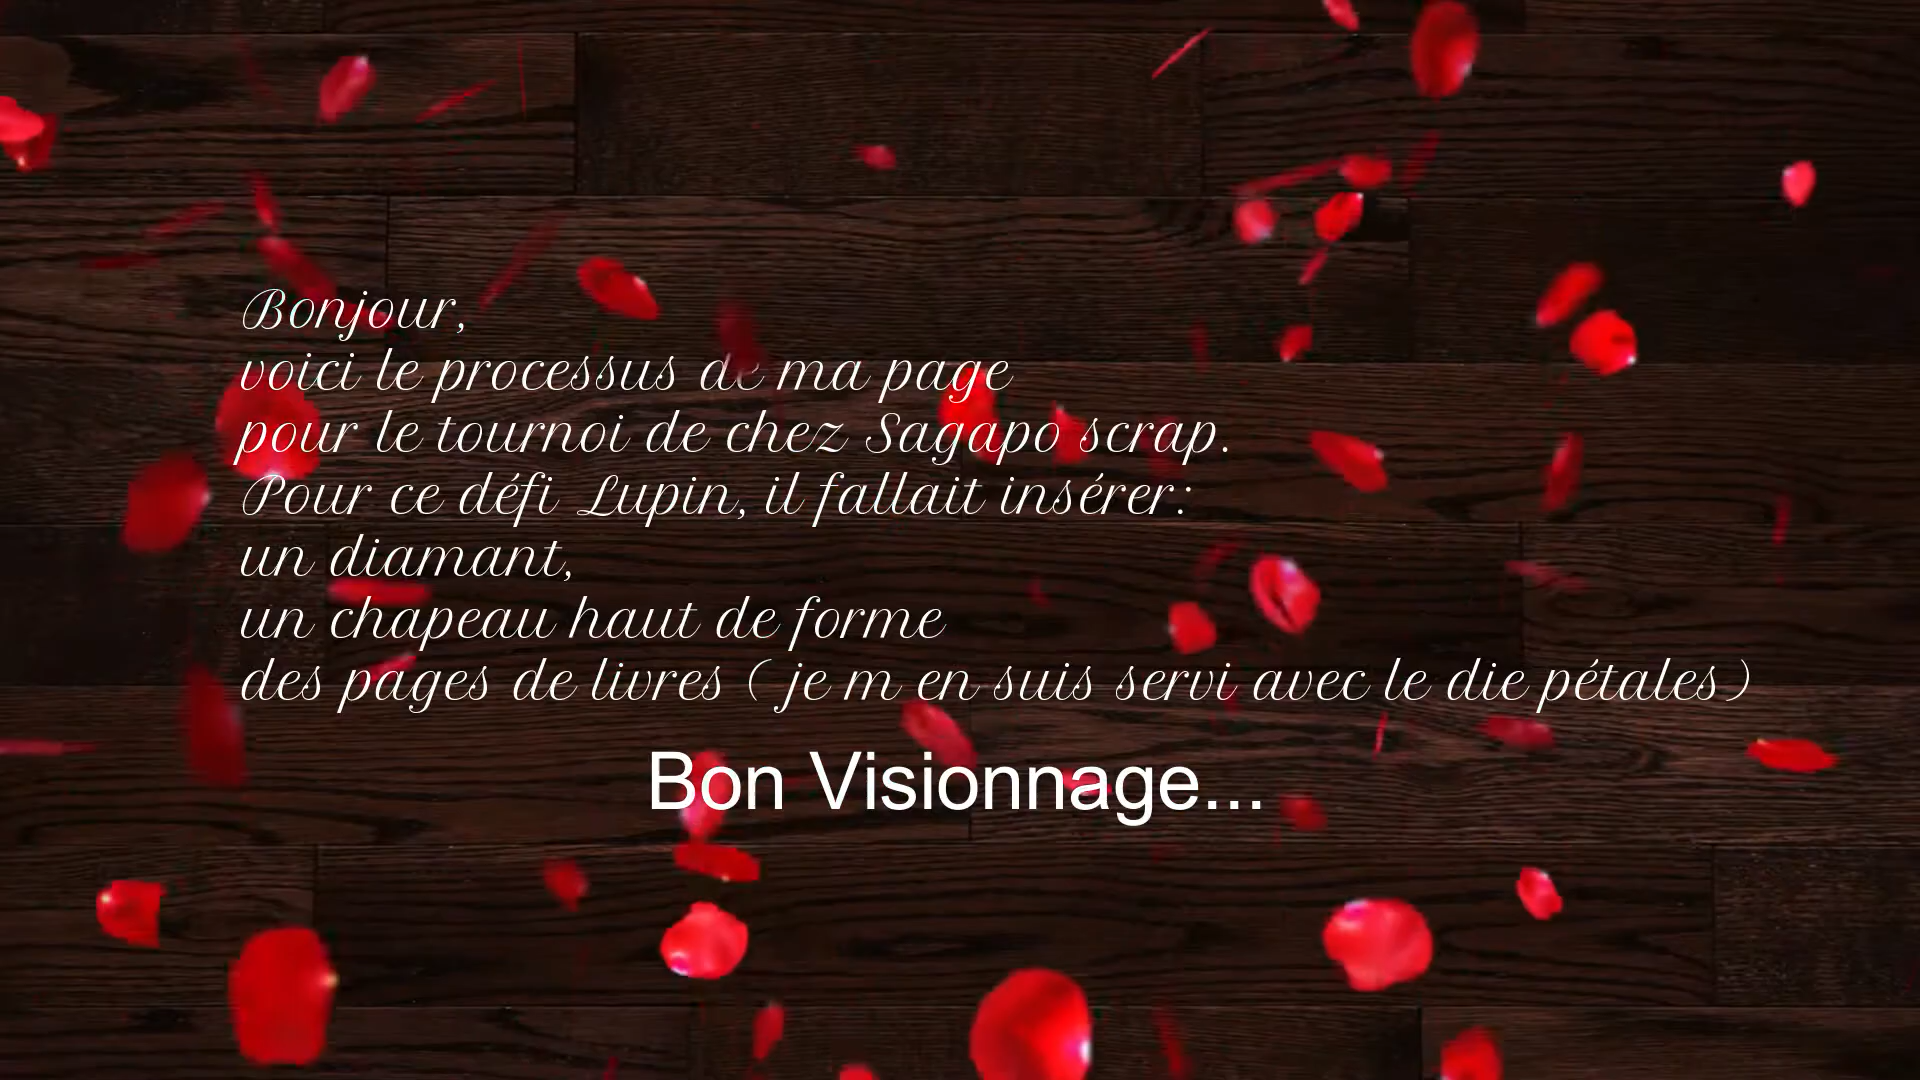 Bonjour,
voici le processus de ma page
pour le tournoi de chez Sagapo scrap.
Pour ce défi Lupin, il fallait insérer:
un diamant,
un chapeau haut de forme
des pages de livres ( je m en suis servi avec le die pétales)
Bon Visionnage...